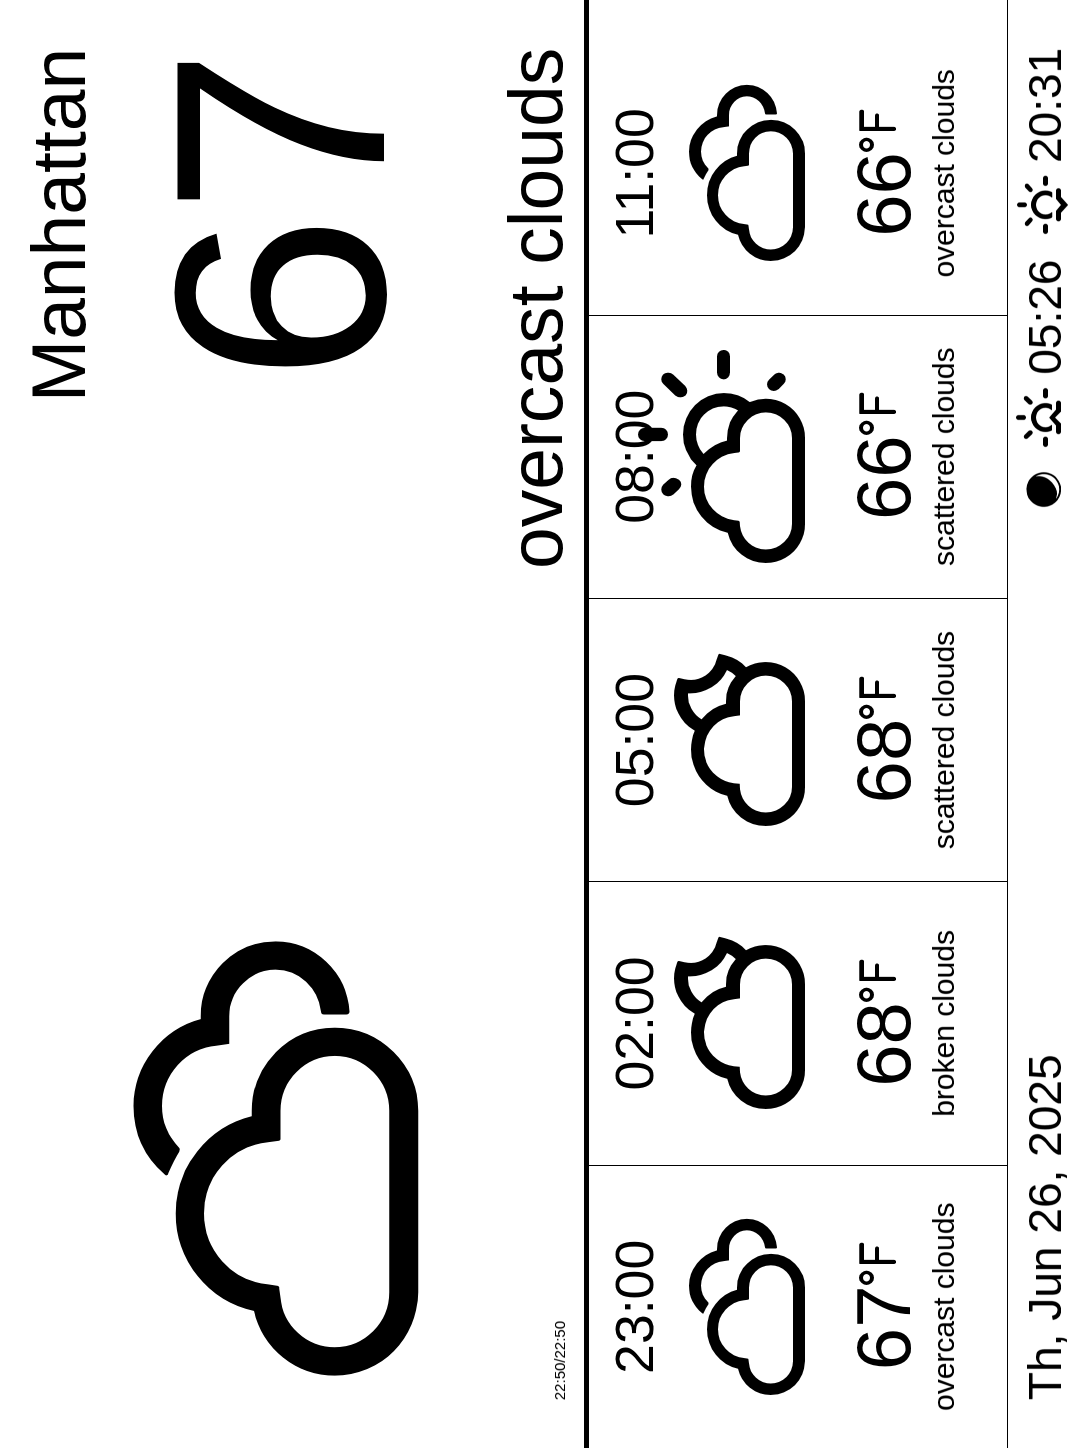 Manhattan
67
overcast clouds
22:50/22:50
23:00
67°F
overcast clouds
02:00
68°F
broken clouds
05:00
68°F
scattered clouds
08:00
66°F
scattered clouds
11:00
66°F
overcast clouds
Th, Jun 26, 2025
05:26
20:31